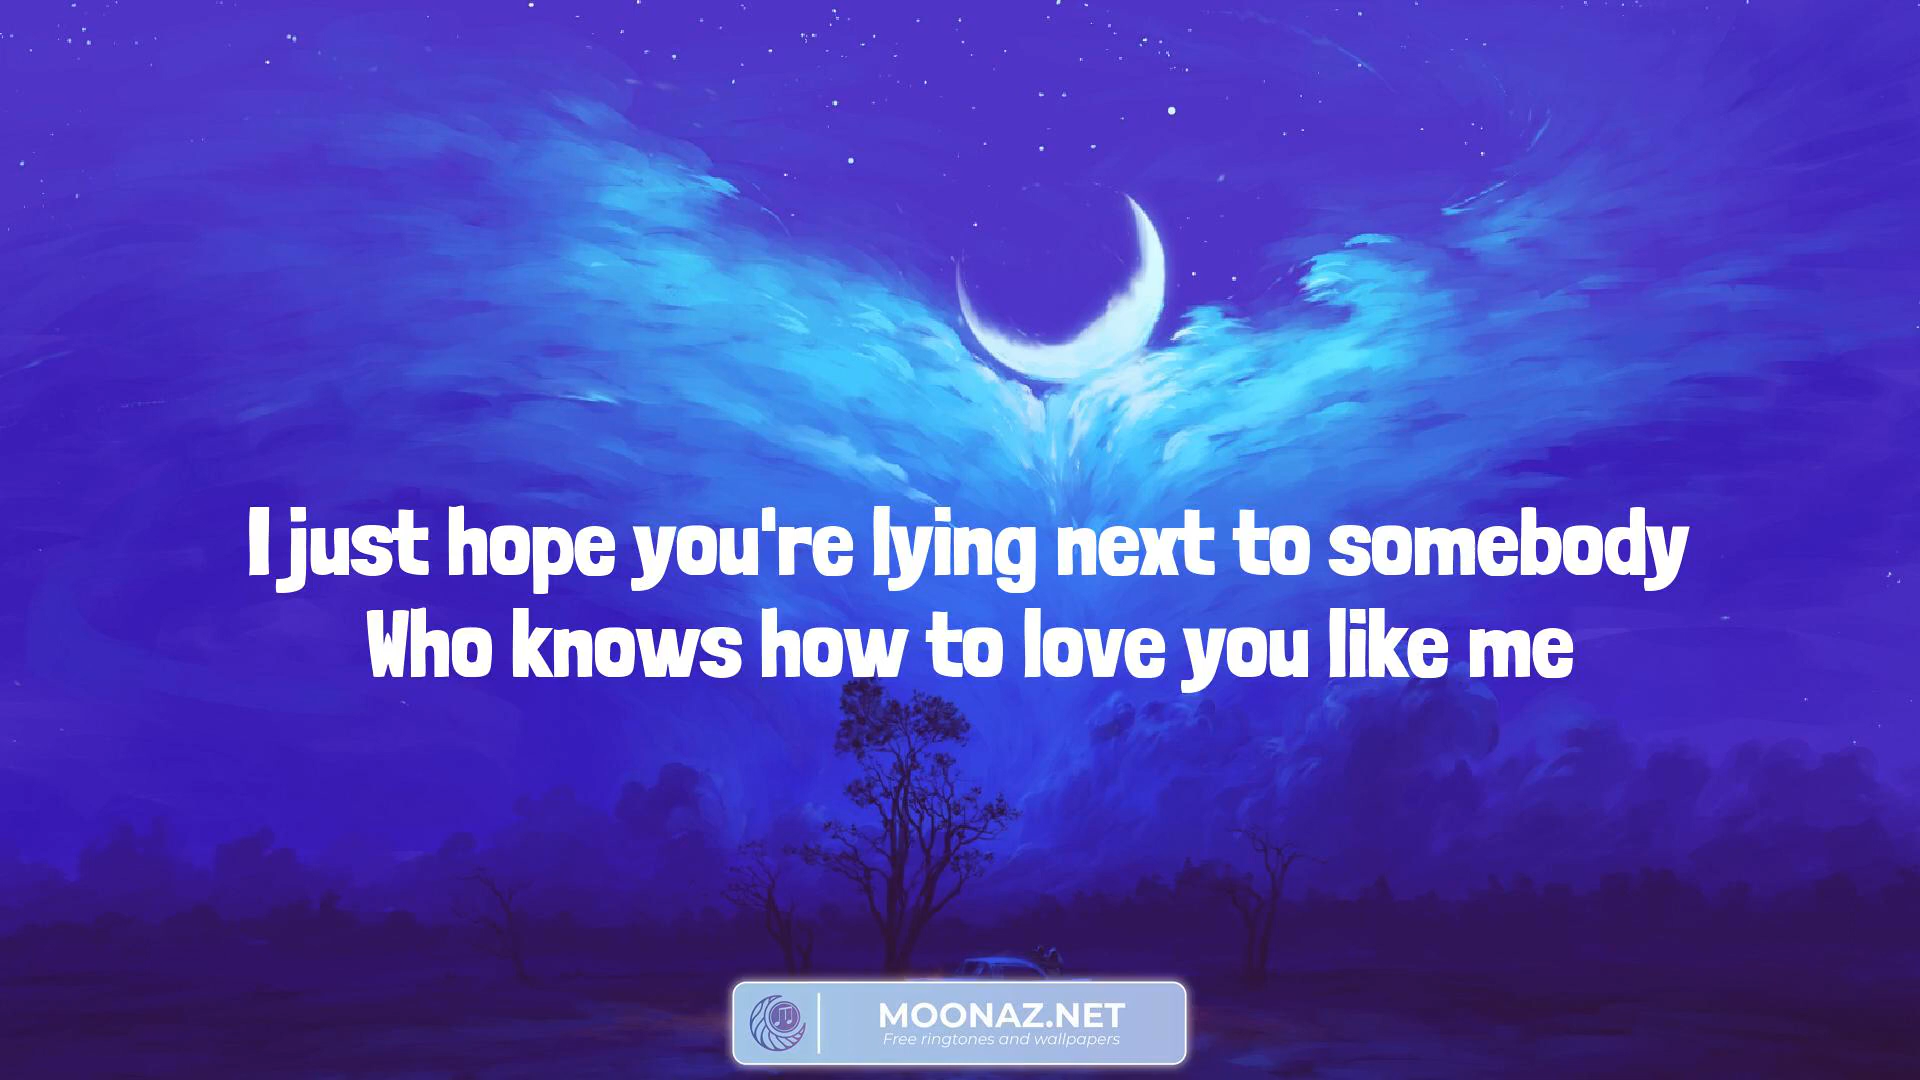 I just hope you're lying next to somebody
Who knows how to love you like me
MOONAZ.NET
Free ringtones and wallpapers